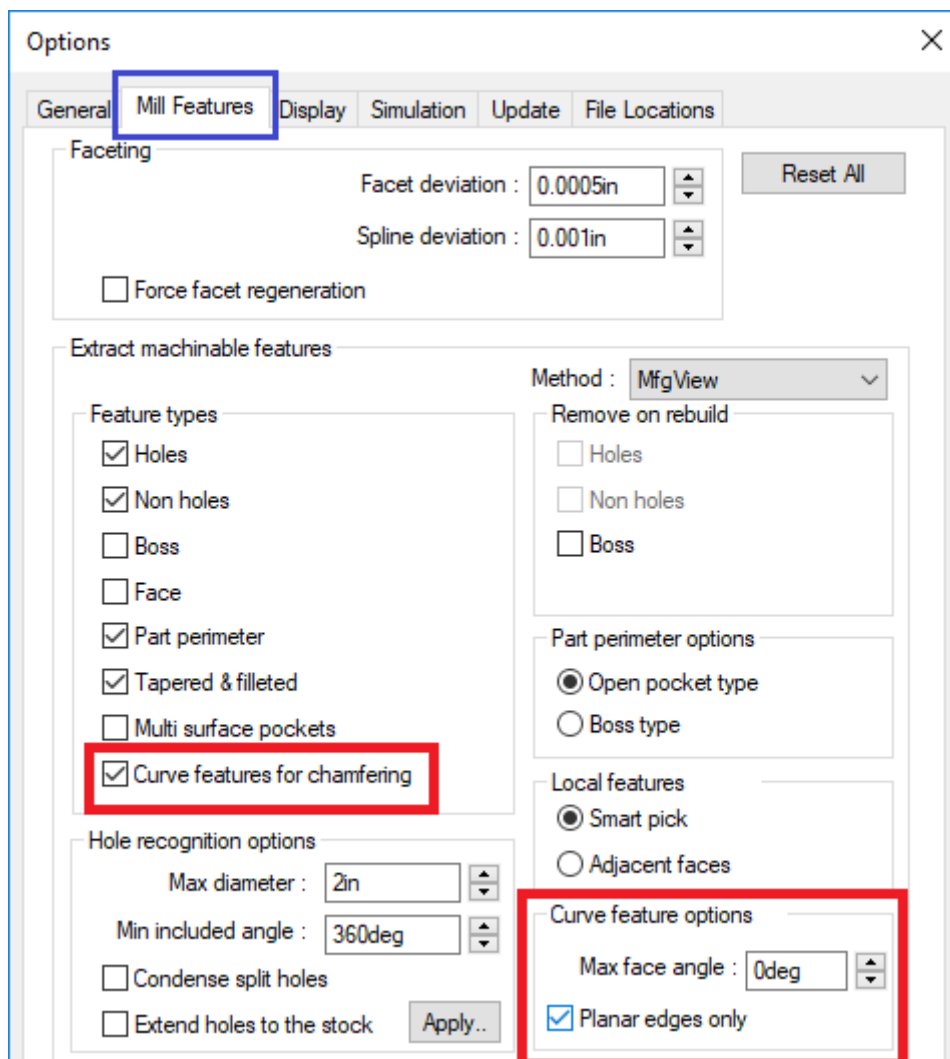 Options
General Mill Features Display Simulation Update File Locations
Faceting
Facet deviation : 0.0005in
Reset All
Spline deviation : 0.001in
Force facet regeneration
Extract machinable features
Method : MfgView
Feature types
Holes
Non holes
Boss
Face
Part perimeter
Tapered & filleted
Multi surface pockets
Curve features for chamfering
Remove on rebuild
Holes
Non holes
Boss
Part perimeter options
Open pocket type
Boss type
Local features
Smart pick
Adjacent faces
Hole recognition options
Max diameter : 2in
Min included angle : 360deg
Condense split holes
Extend holes to the stock Apply..
Curve feature options
Max face angle : 0deg
Planar edges only